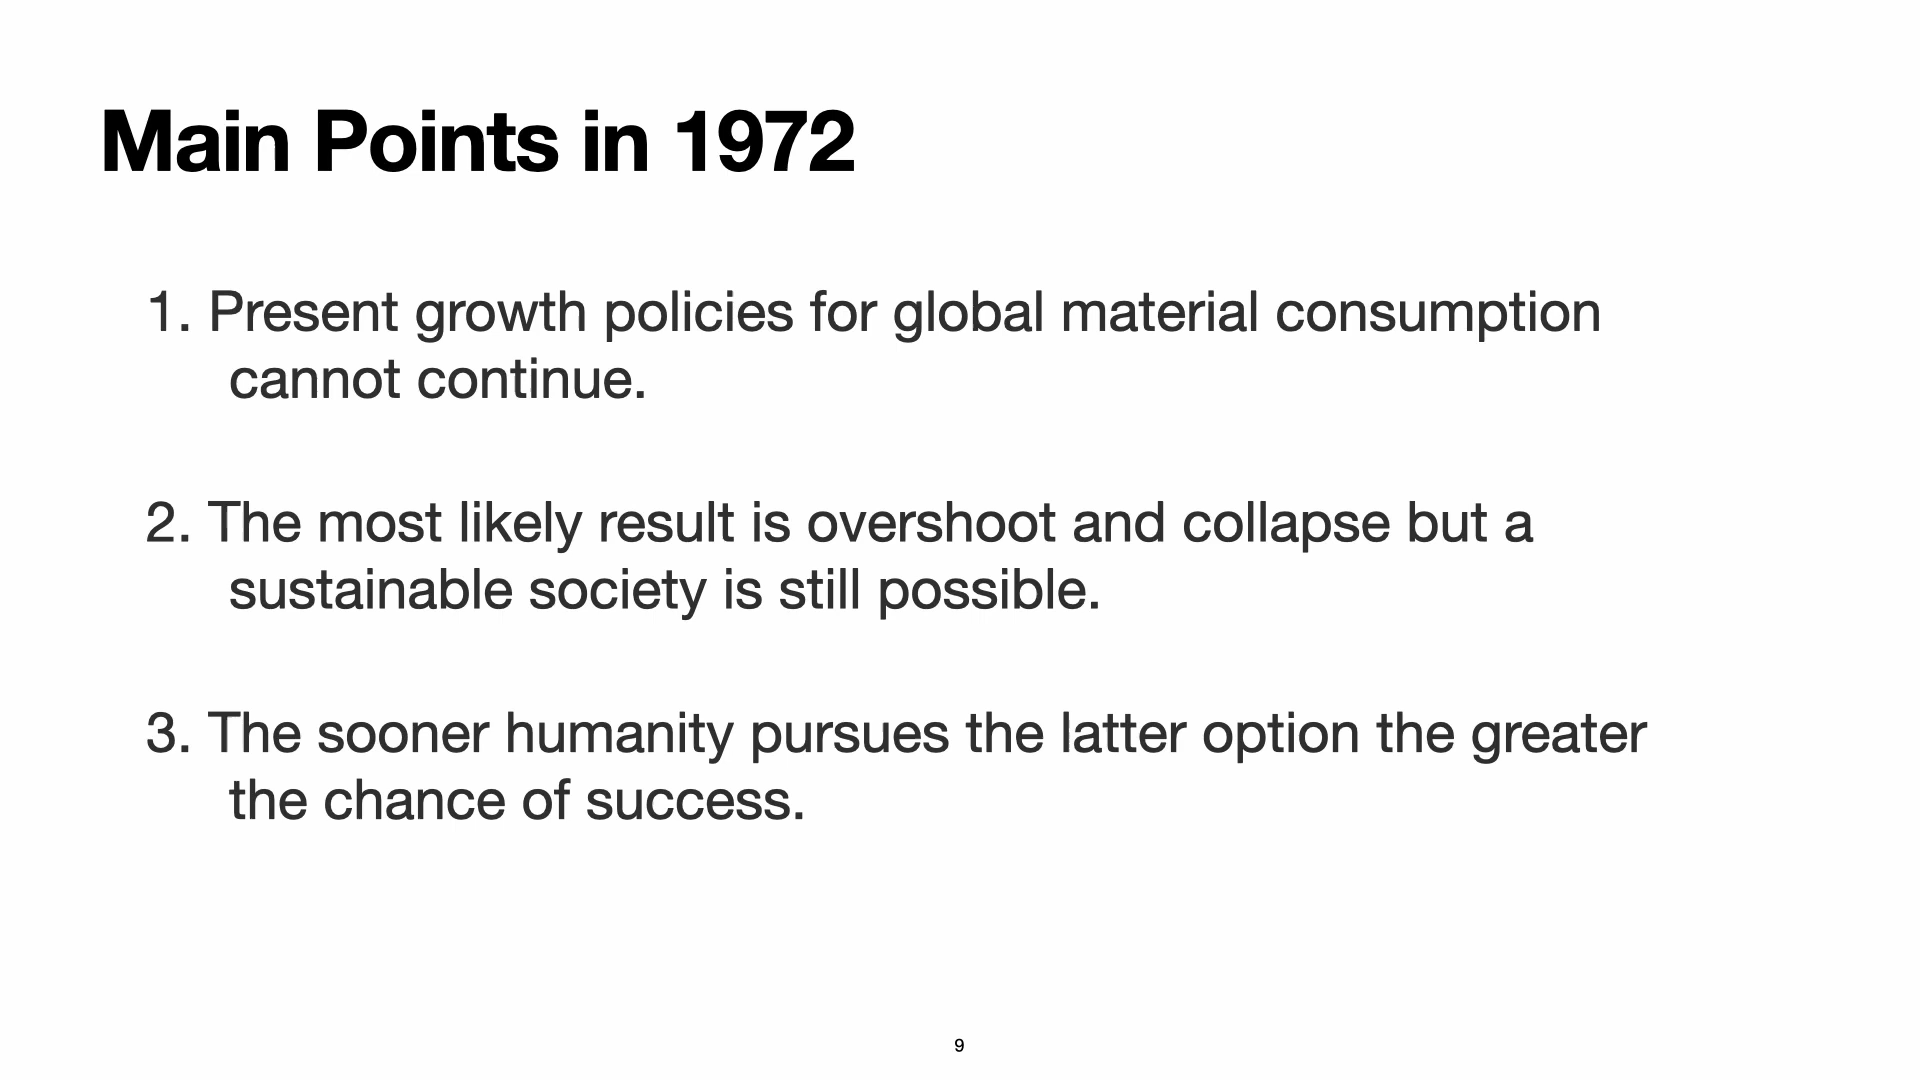 Main Points in 1972
1. Present growth policies for global material consumption
cannot continue.
2. The most likely result is overshoot and collapse but a
sustainable society is still possible.
3. The sooner humanity pursues the latter option the greater
the chance of success.
9